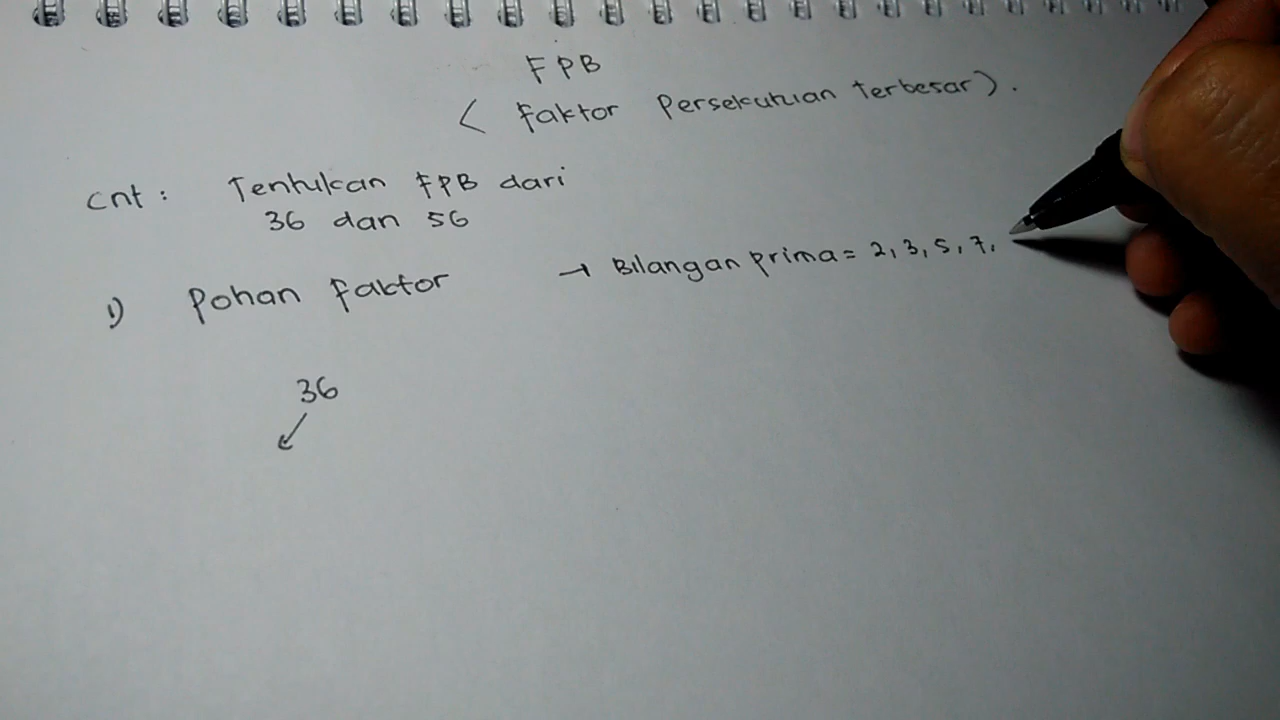 FPB
( Faktor Persekutuan Terbesar).
Cnt: Tentukan FPB dari
36 dan 56
1) Pohon Faktor
→ Bilangan prima = 2, 3, 5, 7,
36